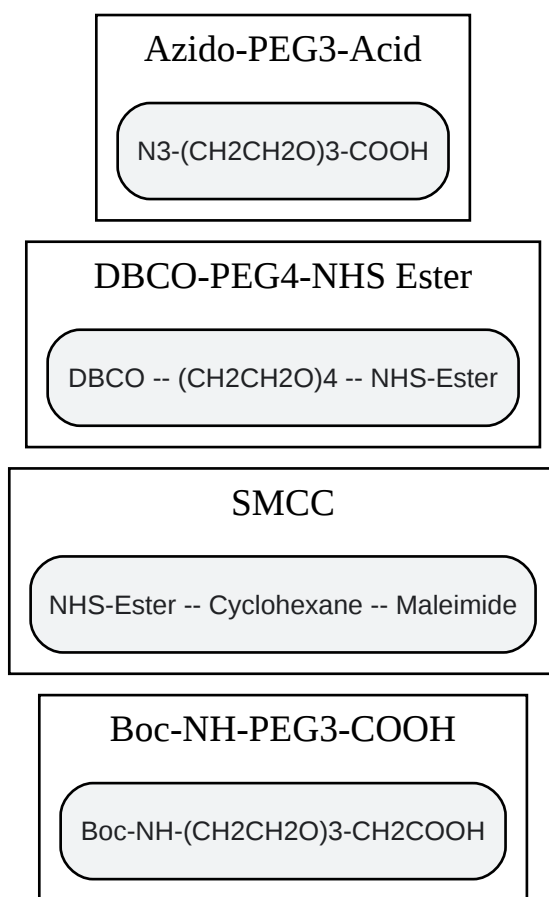 Azido-PEG3-Acid
N3-(CH2CH2O)3-COOH
DBCO-PEG4-NHS Ester
DBCO -- (CH2CH2O)4 -- NHS-Ester
SMCC
NHS-Ester -- Cyclohexane -- Maleimide
Boc-NH-PEG3-COOH
Boc-NH-(CH2CH2O)3-CH2COOH